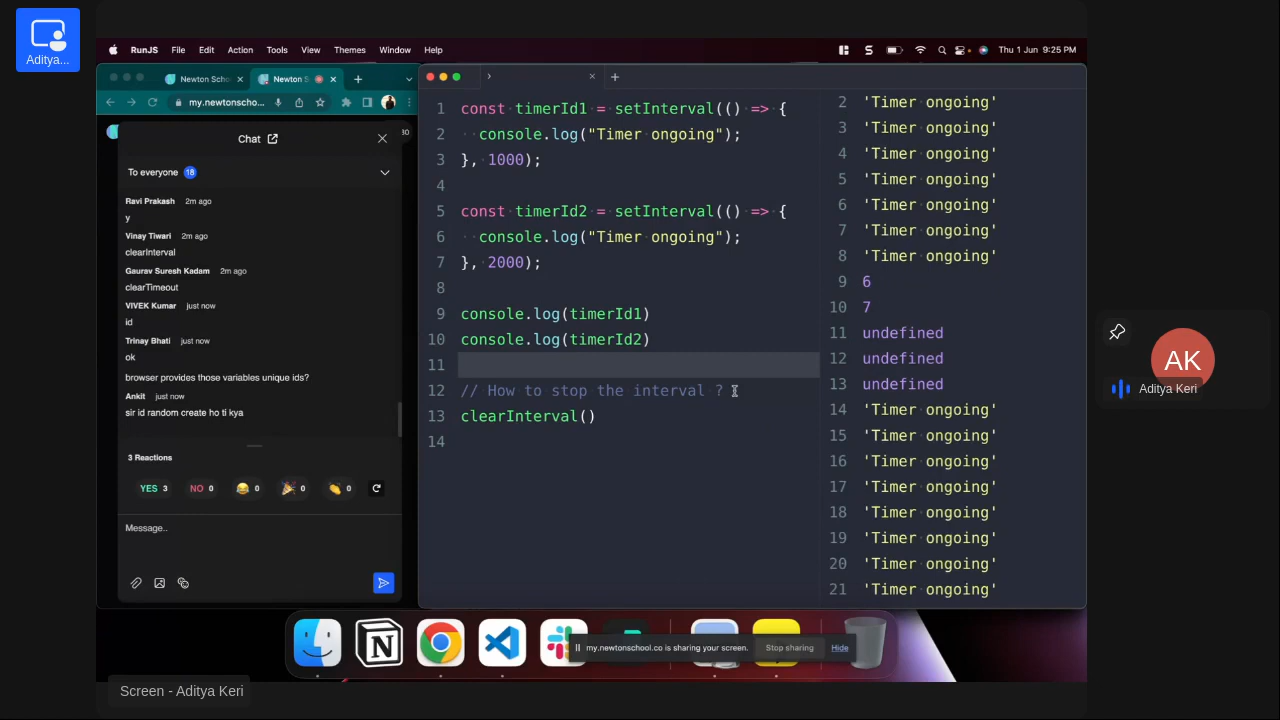 Aditya...
RunJS File Edit Action Tools View Themes Window Help
Thu 1 Jun 9:25 PM
Newton Scho
Newton S
my.newtonscho...
Chat
To everyone 18
Ravi Prakash 2m ago
y
Vinay Tiwari 2m ago
clearInterval
Gaurav Suresh Kadam 2m ago
clearTimeout
VIVEK Kumar just now
id
Trinay Bhati just now
ok
browser provides those variables unique ids?
Ankit just now
sir id random create ho ti kya
3 Reactions
YES 3 NO 0 0 0 0
Message..
1 const timerId1 = setInterval(() => {
2 console.log("Timer ongoing");
3 }, 1000);
4
5 const timerId2 = setInterval(() => {
6 console.log("Timer ongoing");
7 }, 2000);
8
9 console.log(timerId1)
10 console.log(timerId2)
11
12 // How to stop the interval ?
13 clearInterval()
14
2 'Timer ongoing'
3 'Timer ongoing'
4 'Timer ongoing'
5 'Timer ongoing'
6 'Timer ongoing'
7 'Timer ongoing'
8 'Timer ongoing'
9 6
10 7
11 undefined
12 undefined
13 undefined
14 'Timer ongoing'
15 'Timer ongoing'
16 'Timer ongoing'
17 'Timer ongoing'
18 'Timer ongoing'
19 'Timer ongoing'
20 'Timer ongoing'
21 'Timer ongoing'
AK
Aditya Keri
my.newtonschool.co is sharing your screen. Stop sharing Hide
Screen - Aditya Keri